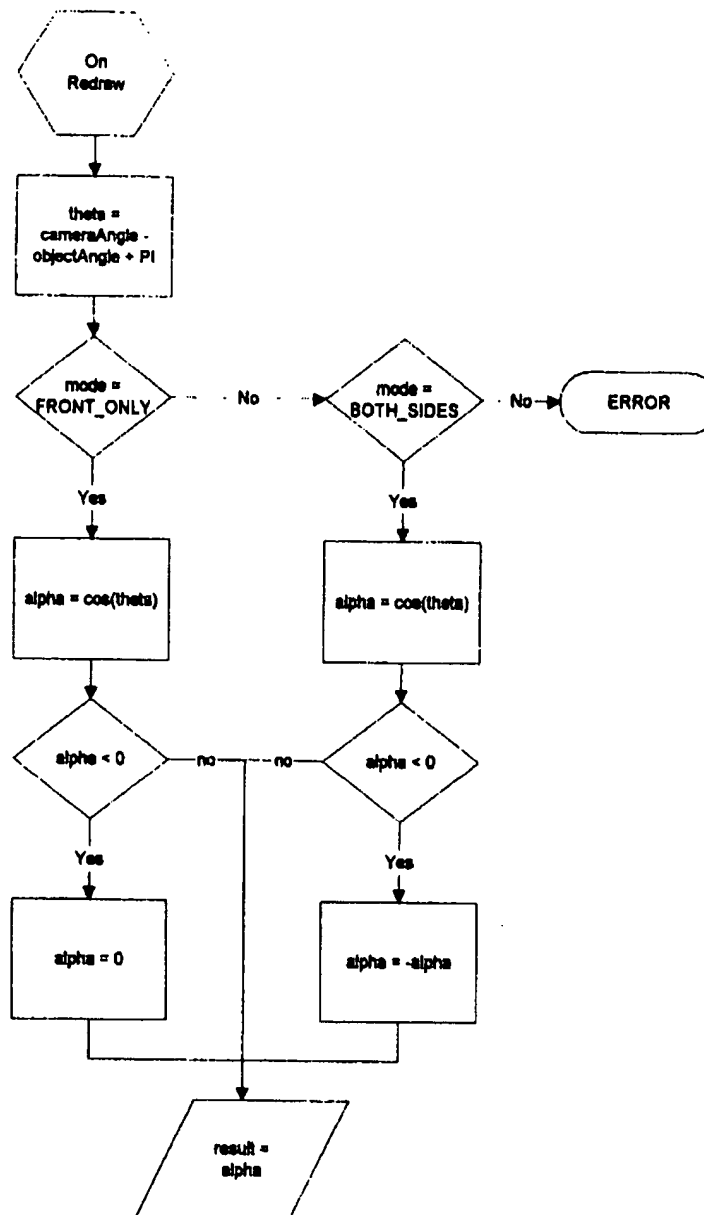 On
Redraw
theta =
cameraAngle -
objectAngle + PI
mode =
FRONT_ONLY
No
mode =
BOTH_SIDES
No
ERROR
Yes
Yes
alpha = cos(theta)
alpha = cos(theta)
alpha < 0
no
no
alpha < 0
Yes
Yes
alpha = 0
alpha = -alpha
result =
alpha